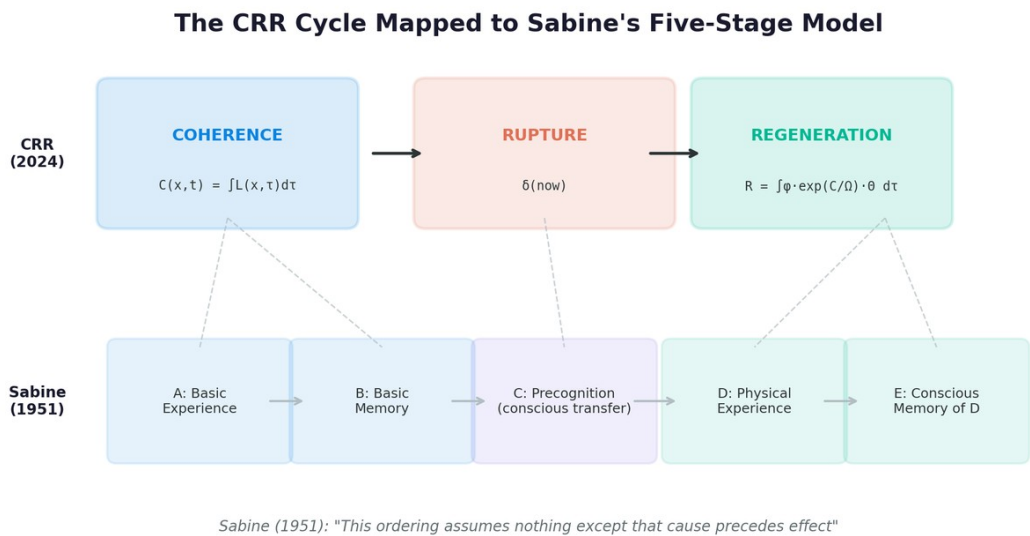 The CRR Cycle Mapped to Sabine's Five-Stage Model
CRR
(2024)
COHERENCE
C(x,t) = ∫L(x,τ)dτ
RUPTURE
δ(now)
REGENERATION
R = ∫φ·exp(C/Ω)·Θ dτ
Sabine
(1951)
A: Basic
Experience
B: Basic
Memory
C: Precognition
(conscious transfer)
D: Physical
Experience
E: Conscious
Memory of D
Sabine (1951): "This ordering assumes nothing except that cause precedes effect"